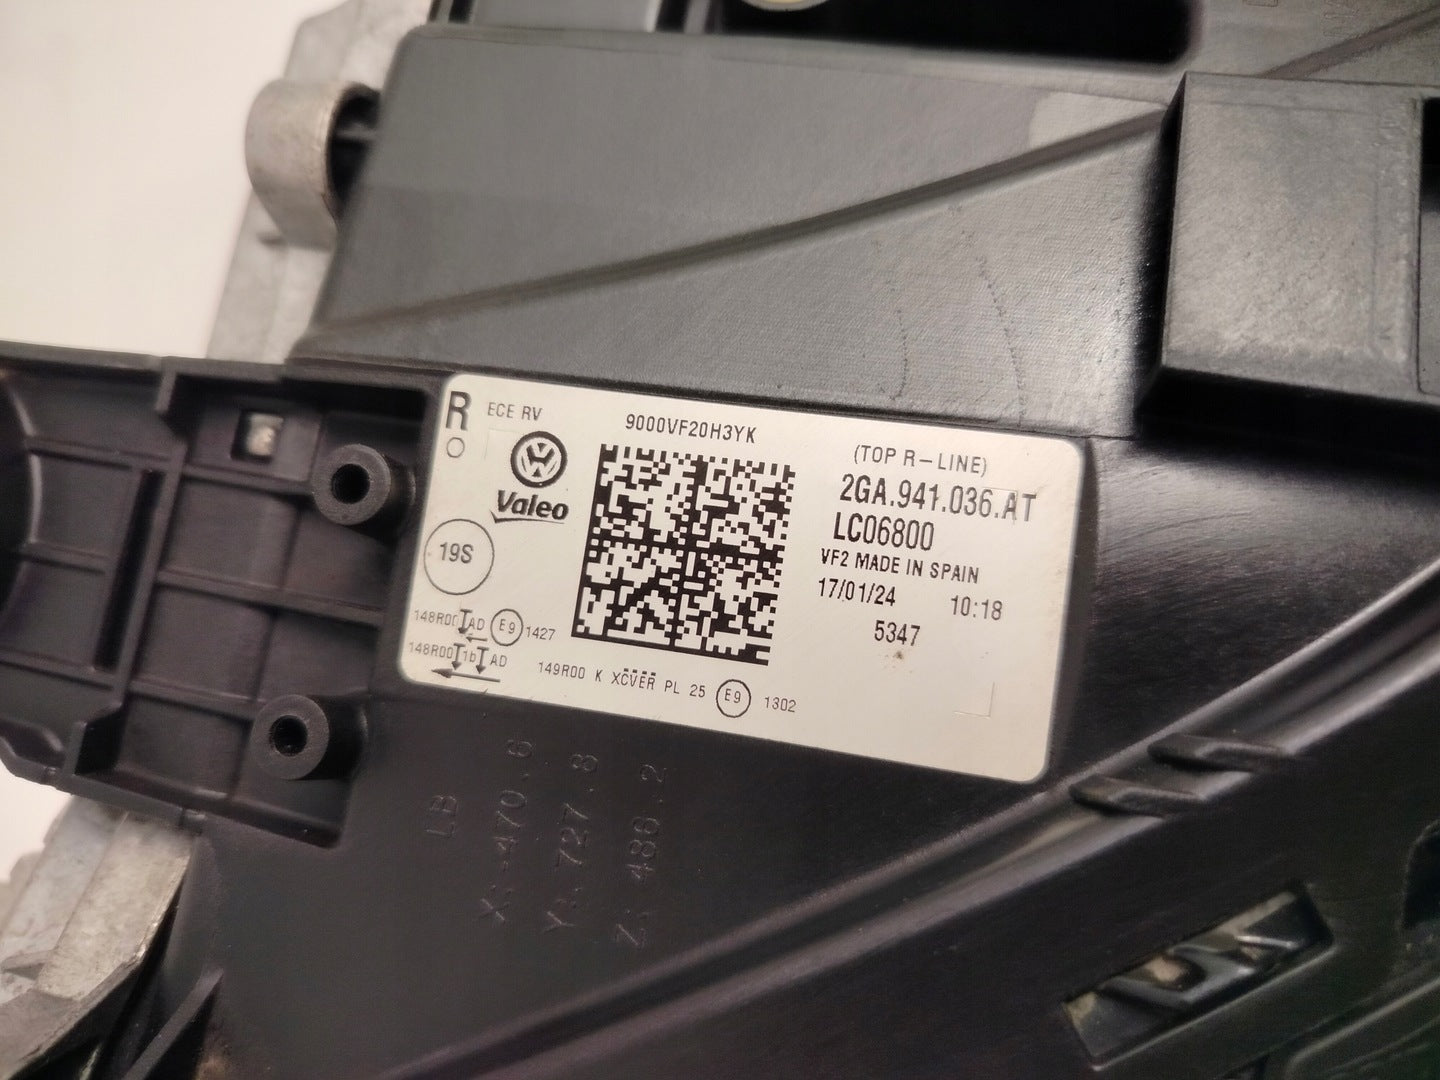 R
ECE RV
9000VF20H3YK
(TOP R-LINE)
Valeo
2GA.941.036.AT
LC06800
VF2 MADE IN SPAIN
19S
17/01/24 10:18
5347
AD E9 1427
148R00 1b AD
149R00 K XCVER PL 25 E9 1302
LB
X:-470.6
Y:-727.8
Z: 486.2